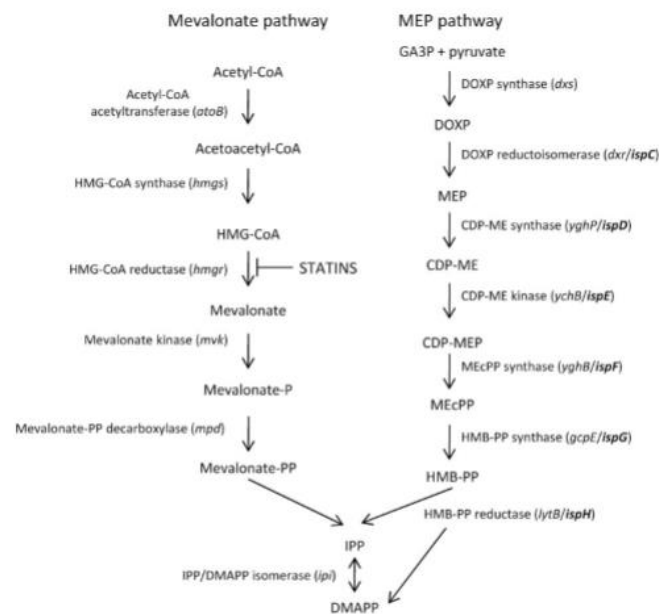 Mevalonate pathway
Acetyl-CoA
Acetyl-CoA
acetyltransferase (atoB)
Acetoacetyl-CoA
HMG-CoA synthase (hmgs)
HMG-CoA
HMG-CoA reductase (hmgr)
STATINS
Mevalonate
Mevalonate kinase (mvk)
Mevalonate-P
Mevalonate-PP decarboxylase (mpd)
Mevalonate-PP
MEP pathway
GA3P + pyruvate
DOXP synthase (dxs)
DOXP
DOXP reductoisomerase (dxr/ispC)
MEP
CDP-ME synthase (yghP/ispD)
CDP-ME
CDP-ME kinase (ychB/ispE)
CDP-MEP
MEcPP synthase (yghB/ispF)
MEcPP
HMB-PP synthase (gcpE/ispG)
HMB-PP
HMB-PP reductase (lytB/ispH)
IPP
IPP/DMAPP isomerase (ipi)
DMAPP